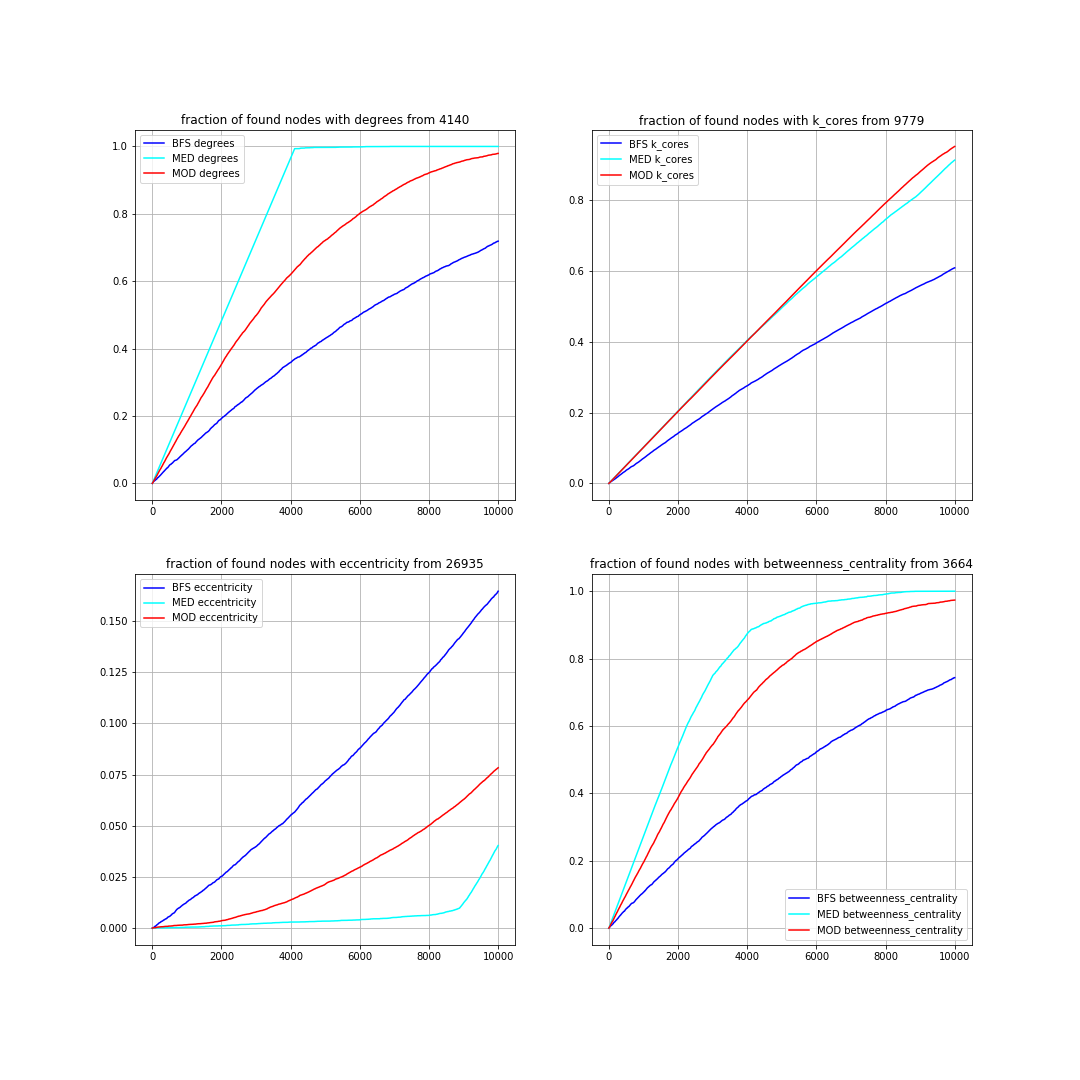 fraction of found nodes with degrees from 4140
BFS degrees
MED degrees
MOD degrees
1.0
0.8
0.6
0.4
0.2
0.0
0 2000 4000 6000 8000 10000
fraction of found nodes with k_cores from 9779
BFS k_cores
MED k_cores
MOD k_cores
0.8
0.6
0.4
0.2
0.0
0 2000 4000 6000 8000 10000
fraction of found nodes with eccentricity from 26935
BFS eccentricity
MED eccentricity
MOD eccentricity
0.150
0.125
0.100
0.075
0.050
0.025
0.000
0 2000 4000 6000 8000 10000
fraction of found nodes with betweenness_centrality from 3664
1.0
0.8
0.6
0.4
0.2
0.0
BFS betweenness_centrality
MED betweenness_centrality
MOD betweenness_centrality
0 2000 4000 6000 8000 10000